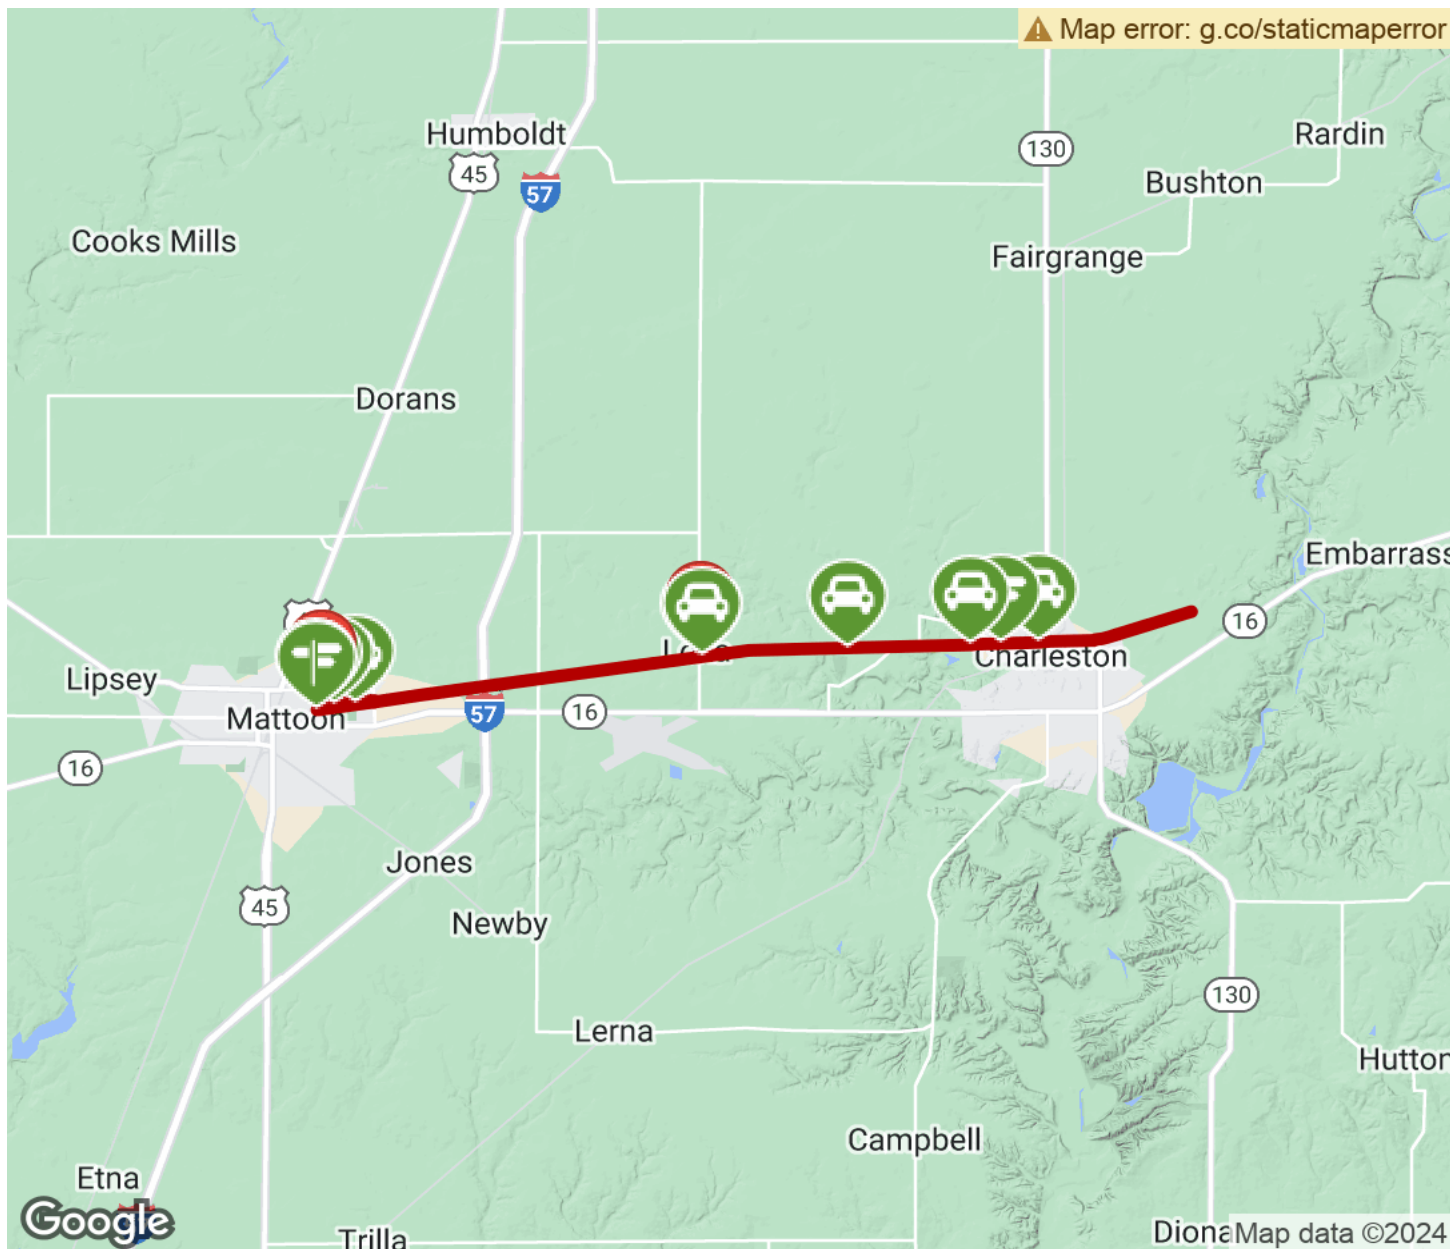 Map error: g.co/staticmaperror
Humboldt
Rardin
130
45
57
Bushton
Cooks Mills
Fairgrange
Dorans
Embarrass
16
Charleston
Lipsey
Mattoon
57
16
16
Jones
45
Newby
130
Lerna
Hutton
Campbell
Etna
Google
Trilla
Diona
Map data ©2024